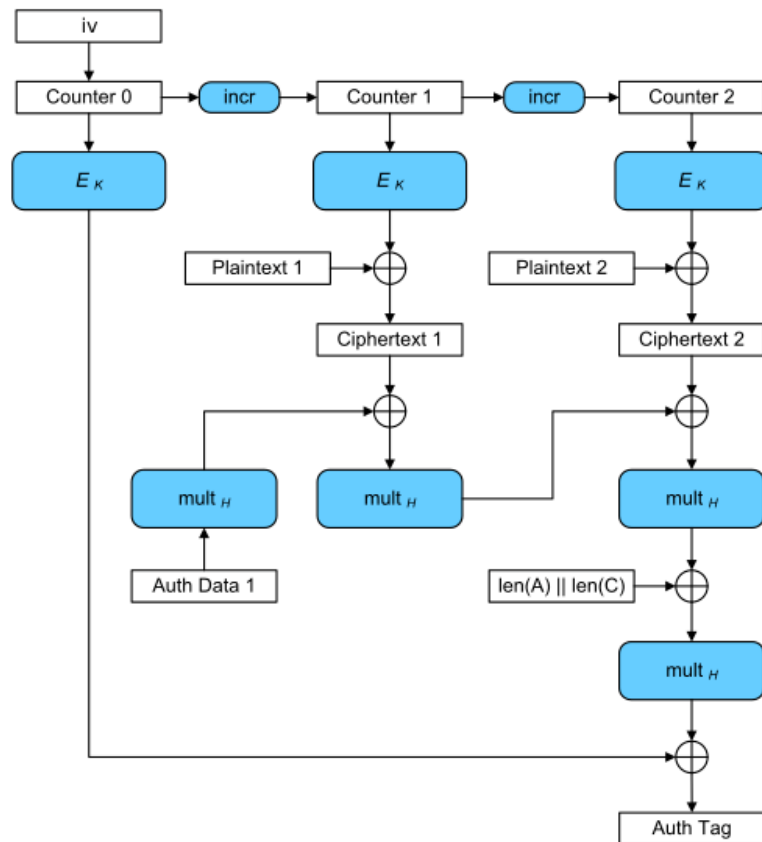 iv
Counter 0
incr
Counter 1
incr
Counter 2
E K
E K
E K
Plaintext 1
Plaintext 2
Ciphertext 1
Ciphertext 2
mult H
mult H
mult H
Auth Data 1
len(A) || len(C)
mult H
Auth Tag